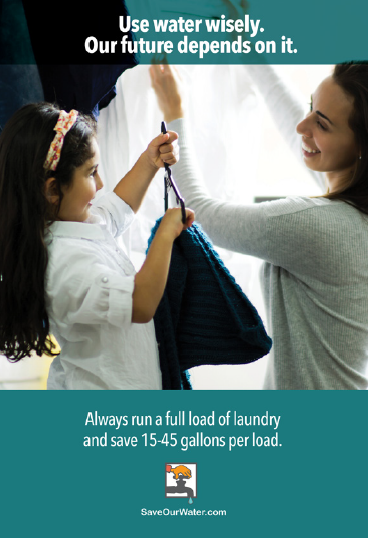 Use water wisely.
Our future depends on it.
Always run a full load of laundry
and save 15-45 gallons per load.
SaveOurWater.com